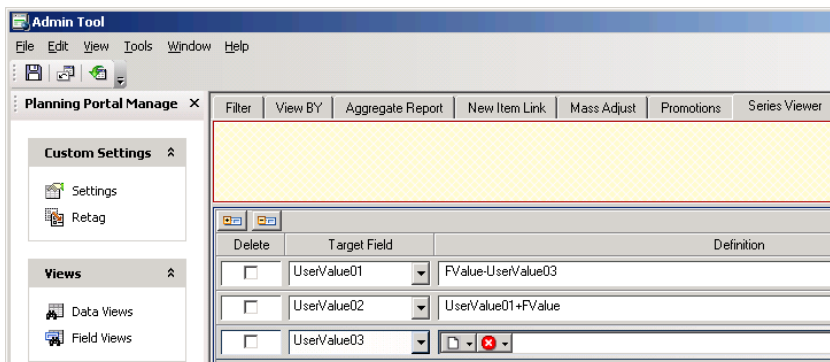 Admin Tool
File Edit View Tools Window Help
Planning Portal Manage
Filter View BY Aggregate Report New Item Link Mass Adjust Promotions Series Viewer
Custom Settings
Settings
Retag
Delete Target Field Definition
Views
UserValue01 FValue-UserValue03
Data Views
UserValue02 UserValue01+FValue
Field Views
UserValue03